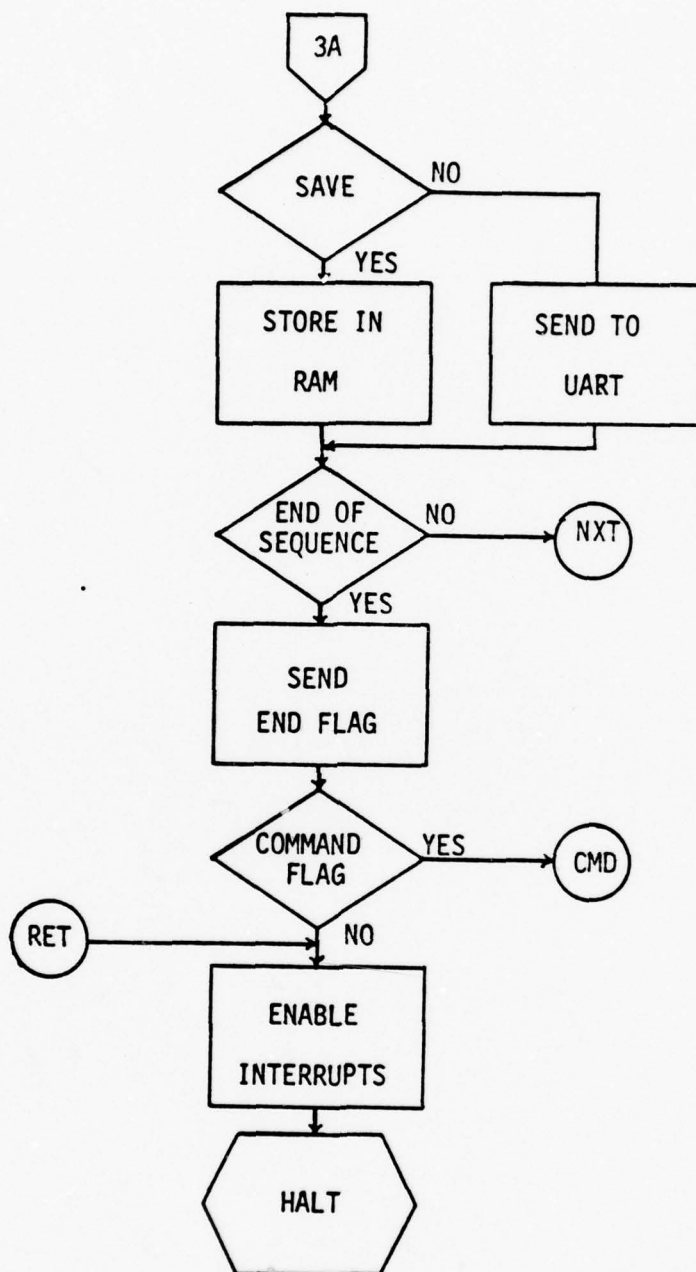 3A
SAVE
NO
YES
STORE IN
RAM
SEND TO
UART
END OF
SEQUENCE
NO
NXT
YES
SEND
END FLAG
COMMAND
FLAG
YES
CMD
RET
NO
ENABLE
INTERRUPTS
HALT